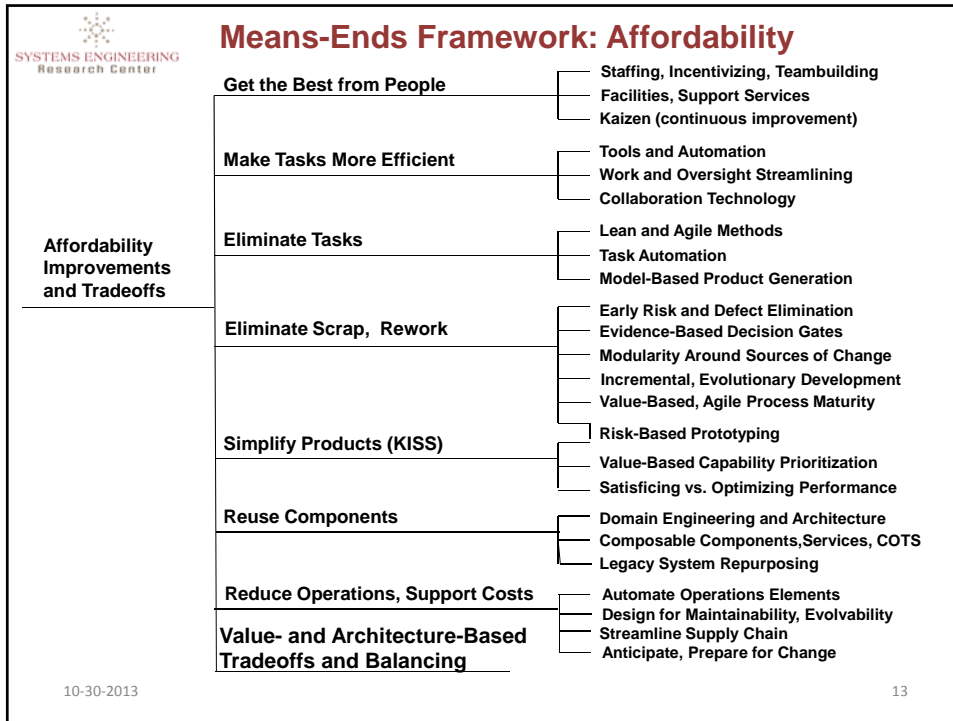 SYSTEMS ENGINEERING
Research Center
Means-Ends Framework: Affordability
Affordability
Improvements
and Tradeoffs
Get the Best from People
Staffing, Incentivizing, Teambuilding
Facilities, Support Services
Kaizen (continuous improvement)
Make Tasks More Efficient
Tools and Automation
Work and Oversight Streamlining
Collaboration Technology
Eliminate Tasks
Lean and Agile Methods
Task Automation
Model-Based Product Generation
Eliminate Scrap, Rework
Early Risk and Defect Elimination
Evidence-Based Decision Gates
Modularity Around Sources of Change
Incremental, Evolutionary Development
Value-Based, Agile Process Maturity
Risk-Based Prototyping
Simplify Products (KISS)
Value-Based Capability Prioritization
Satisficing vs. Optimizing Performance
Reuse Components
Domain Engineering and Architecture
Composable Components,Services, COTS
Legacy System Repurposing
Reduce Operations, Support Costs
Automate Operations Elements
Design for Maintainability, Evolvability
Streamline Supply Chain
Anticipate, Prepare for Change
Value- and Architecture-Based
Tradeoffs and Balancing
10-30-2013
13